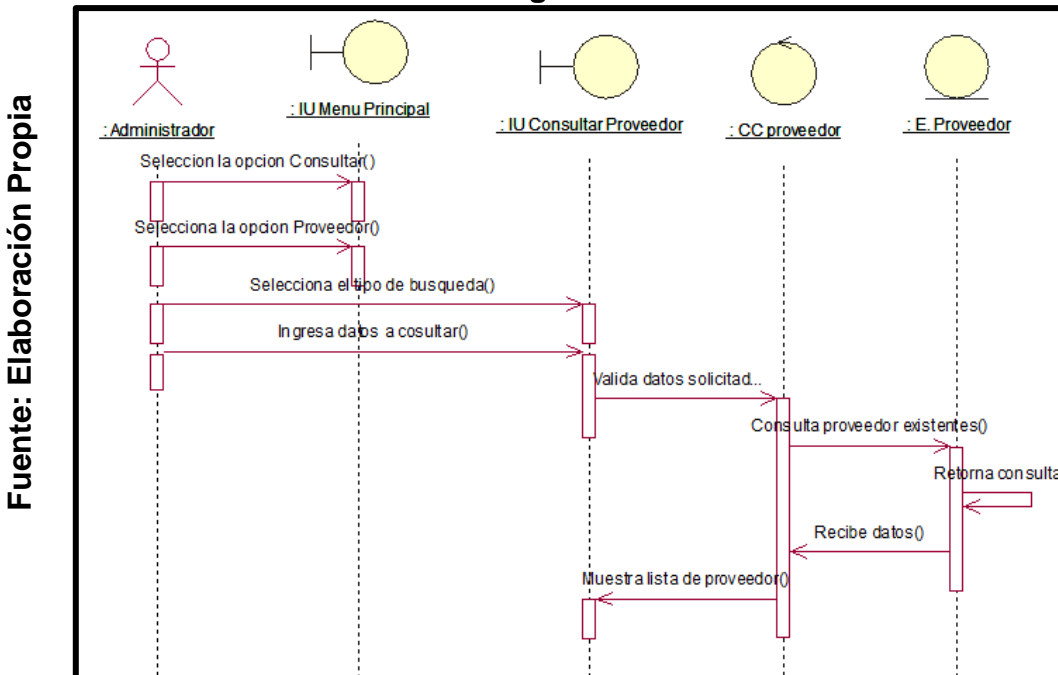 Fuente: Elaboración Propia
: Administrador
: IU Menu Principal
: IU Consultar Proveedor
: CC proveedor
: E. Proveedor
Seleccion la opcion Consultar()
Selecciona la opcion Proveedor()
Selecciona el tipo de busqueda()
Ingresa datos a cosultar()
Valida datos solicitad...
Consulta proveedor existentes()
Retorna consulta
Recibe datos()
Muestra lista de proveedor()